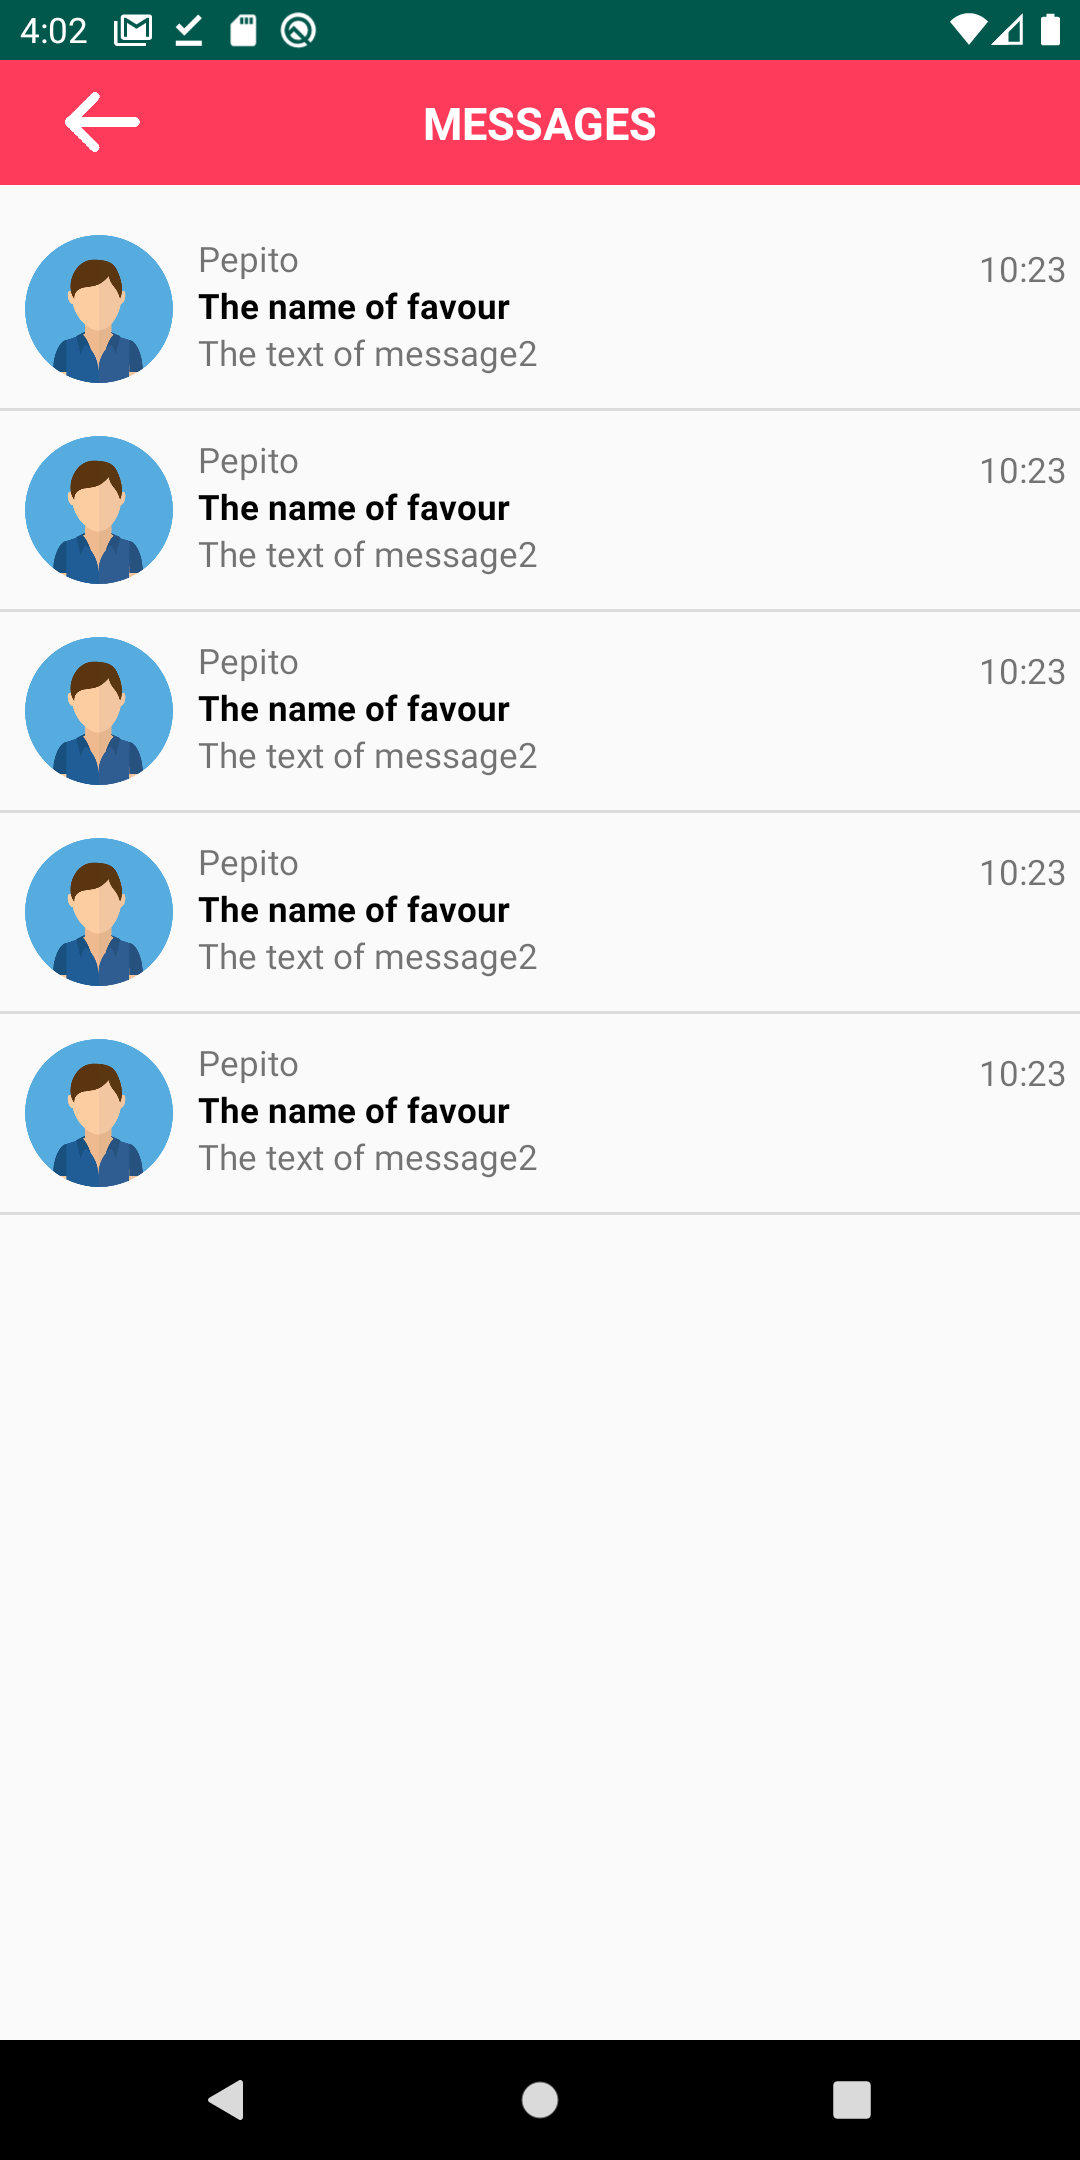 4:02
MESSAGES
Pepito
10:23
The name of favour
The text of message2
Pepito
10:23
The name of favour
The text of message2
Pepito
10:23
The name of favour
The text of message2
Pepito
10:23
The name of favour
The text of message2
Pepito
10:23
The name of favour
The text of message2